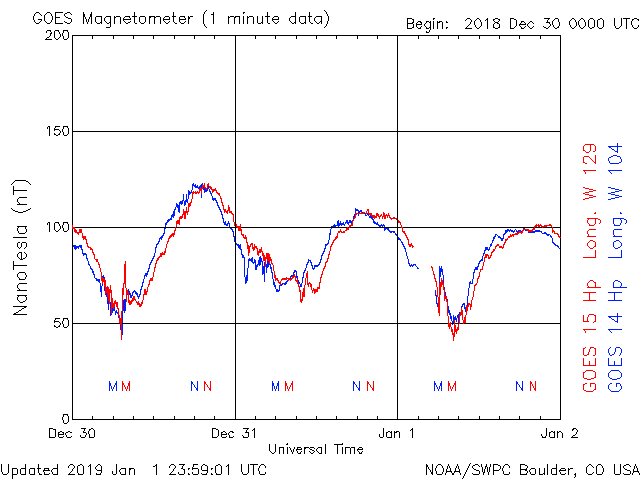 GOES Magnetometer (1 minute data)
Begin: 2018 Dec 30 0000 UTC
200
150
100
50
0
NanoTesla (nT)
M M N N M M N N M M N N
Dec 30 Dec 31 Jan 1 Jan 2
Universal Time
GOES 15 Hp Long. W 129
GOES 14 Hp Long. W 104
Updated 2019 Jan 1 23:59:01 UTC
NOAA/SWPC Boulder, CO USA